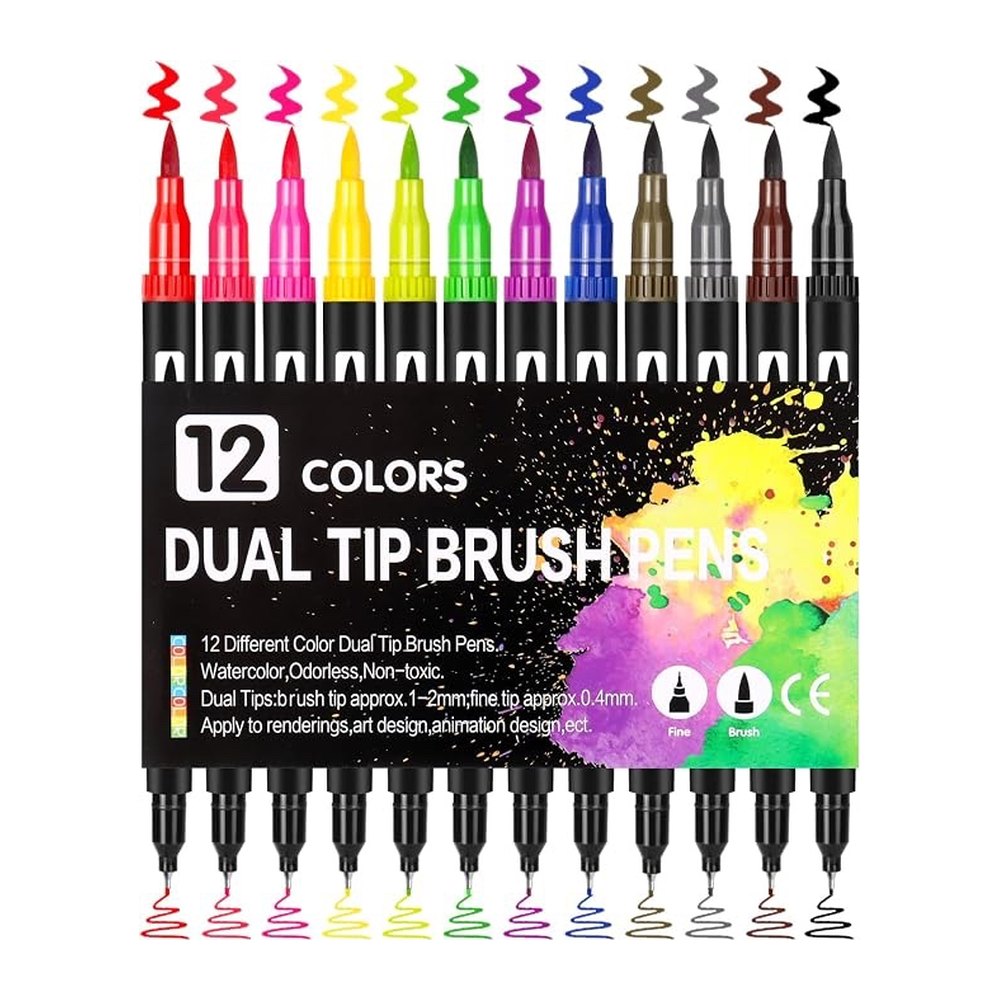 12 COLORS
DUAL TIP BRUSH PENS
12 Different Color Dual Tip Brush Pens.
Watercolor,Odorless,Non-toxic.
Dual Tips:brush tip approx.1-2mm;fine tip approx.0.4mm.
Apply to renderings,art design,animation design,ect.
Fine
Brush
CE